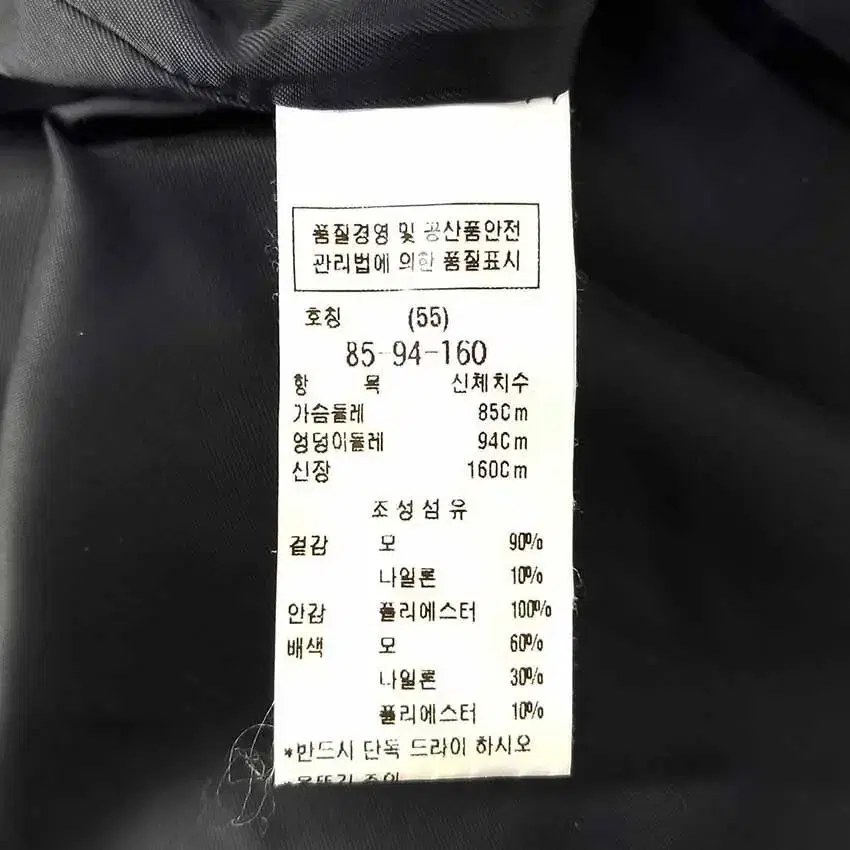 품질경영 및 공산품안전
관리법에 의한 품질표시
호칭 (55)
85-94-160
항 목 신체치수
가슴둘레 85Cm
엉덩이둘레 94Cm
신장 160Cm
조성섬유
겉감 모 90%
나일론 10%
안감 폴리에스터 100%
배색 모 60%
나일론 30%
폴리에스터 10%
*반드시 단독 드라이 하시오